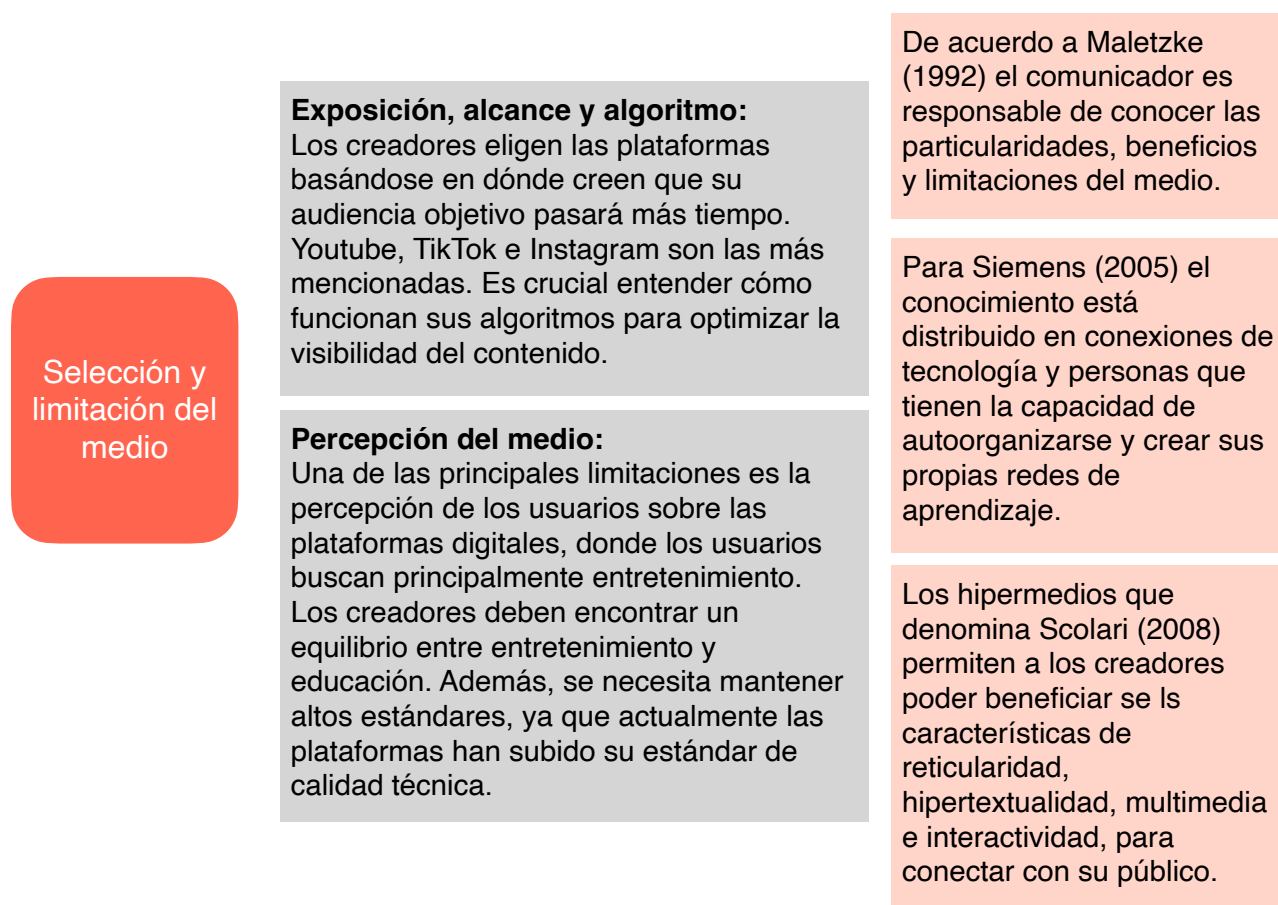 Selección y
limitación del
medio
Exposición, alcance y algoritmo:
Los creadores eligen las plataformas
basándose en dónde creen que su
audiencia objetivo pasará más tiempo.
Youtube, TikTok e Instagram son las más
mencionadas. Es crucial entender cómo
funcionan sus algoritmos para optimizar la
visibilidad del contenido.
Percepción del medio:
Una de las principales limitaciones es la
percepción de los usuarios sobre las
plataformas digitales, donde los usuarios
buscan principalmente entretenimiento.
Los creadores deben encontrar un
equilibrio entre entretenimiento y
educación. Además, se necesita mantener
altos estándares, ya que actualmente las
plataformas han subido su estándar de
calidad técnica.
De acuerdo a Maletzke
(1992) el comunicador es
responsable de conocer las
particularidades, beneficios
y limitaciones del medio.
Para Siemens (2005) el
conocimiento está
distribuido en conexiones de
tecnología y personas que
tienen la capacidad de
autoorganizarse y crear sus
propias redes de
aprendizaje.
Los hipermedios que
denomina Scolari (2008)
permiten a los creadores
poder beneficiar se ls
características de
reticularidad,
hipertextualidad, multimedia
e interactividad, para
conectar con su público.